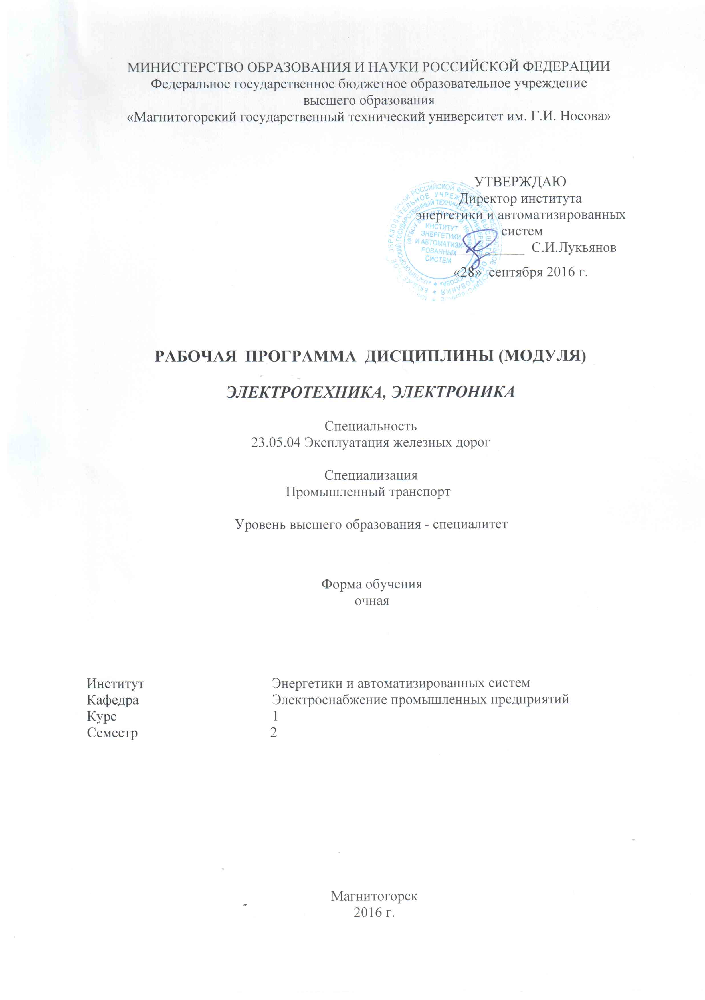 МИНИСТЕРСТВО ОБРАЗОВАНИЯ И НАУКИ РОССИЙСКОЙ ФЕДЕРАЦИИ
Федеральное государственное бюджетное образовательное учреждение
высшего образования
«Магнитогорский государственный технический университет им. Г.И. Носова»
УТВЕРЖДАЮ
Директор института
энергетики и автоматизированных
систем
С.И.Лукьянов
«28» сентября 2016 г.
ИНСТИТУТ
ЭНЕРГЕТИКИ
И АВТОМАТИЗИ-
РОВАННЫХ
СИСТЕМ
РАБОЧАЯ ПРОГРАММА ДИСЦИПЛИНЫ (МОДУЛЯ)
ЭЛЕКТРОТЕХНИКА, ЭЛЕКТРОНИКА
Специальность
23.05.04 Эксплуатация железных дорог
Специализация
Промышленный транспорт
Уровень высшего образования - специалитет
Форма обучения
очная
Институт Энергетики и автоматизированных систем
Кафедра Электроснабжение промышленных предприятий
Курс 1
Семестр 2
Магнитогорск
2016 г.